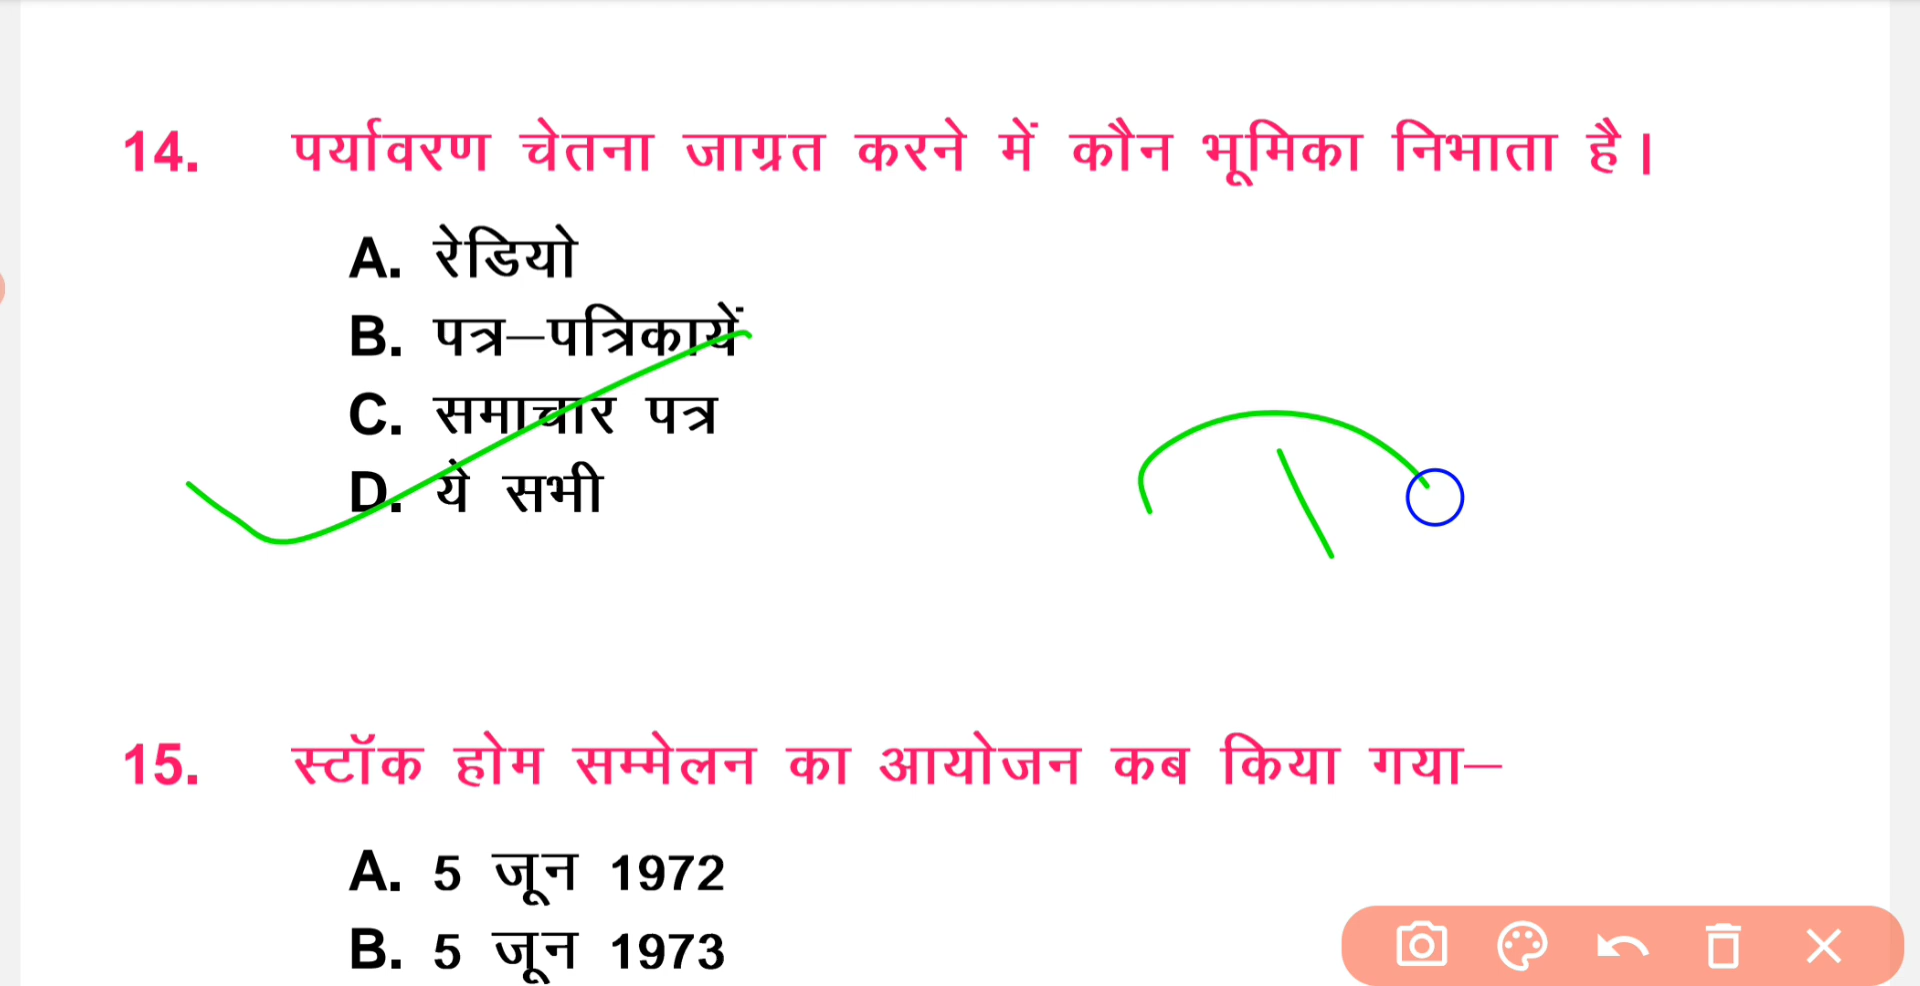 14. पर्यावरण चेतना जाग्रत करने में कौन भूमिका निभाता है।
A. रेडियो
B. पत्र–पत्रिकायें
C. समाचार पत्र
D. ये सभी
15. स्टॉक होम सम्मेलन का आयोजन कब किया गया–
A. 5 जून 1972
B. 5 जून 1973